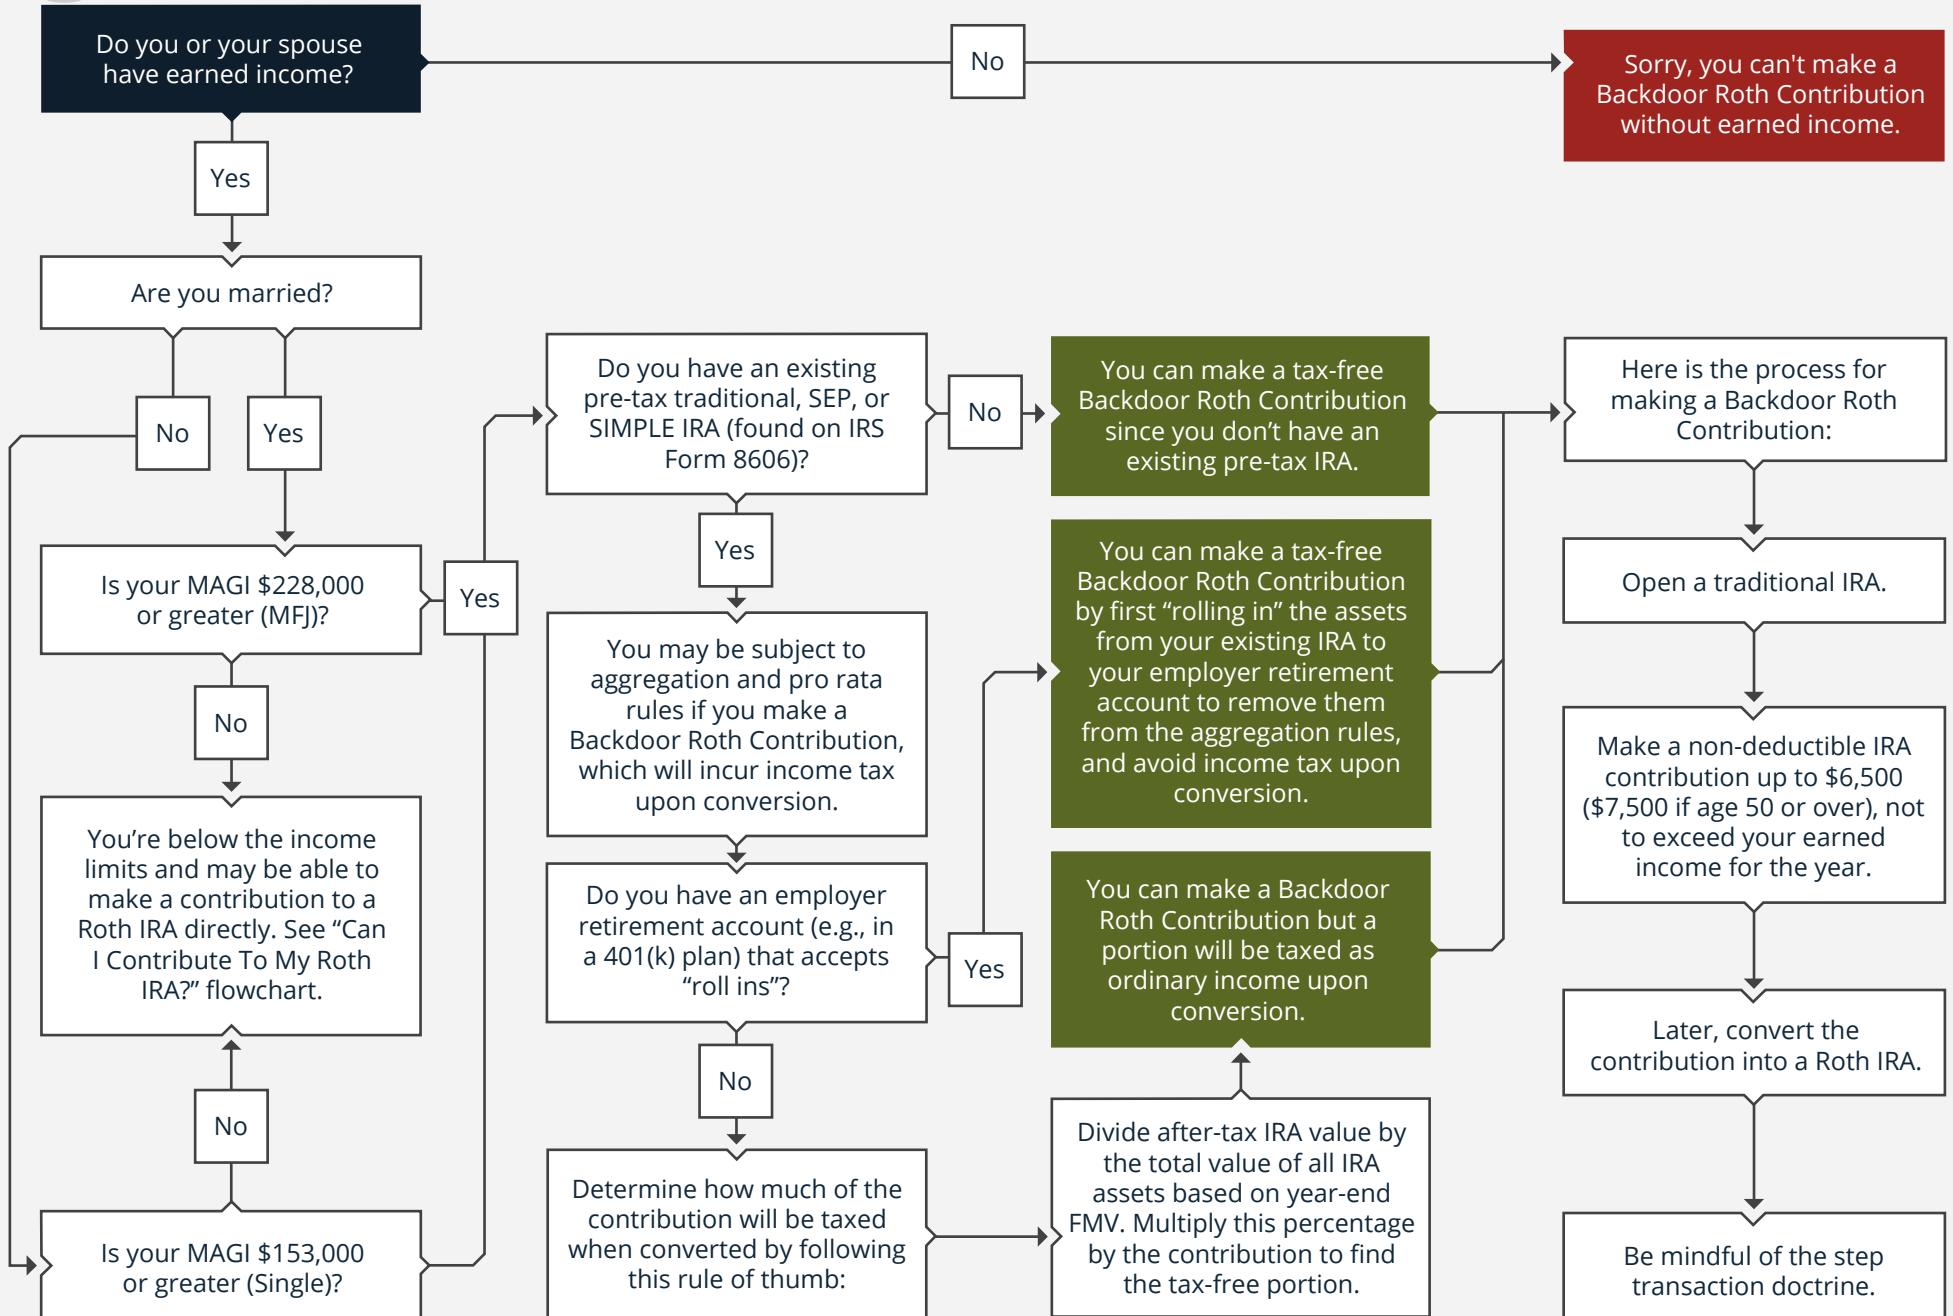 Do you or your spouse
have earned income?
No
Sorry, you can't make a
Backdoor Roth Contribution
without earned income.
Yes
Are you married?
No
Yes
Is your MAGI $228,000
or greater (MFJ)?
Yes
No
You’re below the income
limits and may be able to
make a contribution to a
Roth IRA directly. See “Can
I Contribute To My Roth
IRA?” flowchart.
No
Is your MAGI $153,000
or greater (Single)?
Do you have an existing
pre-tax traditional, SEP, or
SIMPLE IRA (found on IRS
Form 8606)?
No
Yes
You may be subject to
aggregation and pro rata
rules if you make a
Backdoor Roth Contribution,
which will incur income tax
upon conversion.
Do you have an employer
retirement account (e.g., in
a 401(k) plan) that accepts
“roll ins”?
Yes
No
Determine how much of the
contribution will be taxed
when converted by following
this rule of thumb:
You can make a tax-free
Backdoor Roth Contribution
since you don’t have an
existing pre-tax IRA.
You can make a tax-free
Backdoor Roth Contribution
by first “rolling in” the assets
from your existing IRA to
your employer retirement
account to remove them
from the aggregation rules,
and avoid income tax upon
conversion.
You can make a Backdoor
Roth Contribution but a
portion will be taxed as
ordinary income upon
conversion.
Divide after-tax IRA value by
the total value of all IRA
assets based on year-end
FMV. Multiply this percentage
by the contribution to find
the tax-free portion.
Here is the process for
making a Backdoor Roth
Contribution:
Open a traditional IRA.
Make a non-deductible IRA
contribution up to $6,500
($7,500 if age 50 or over), not
to exceed your earned
income for the year.
Later, convert the
contribution into a Roth IRA.
Be mindful of the step
transaction doctrine.